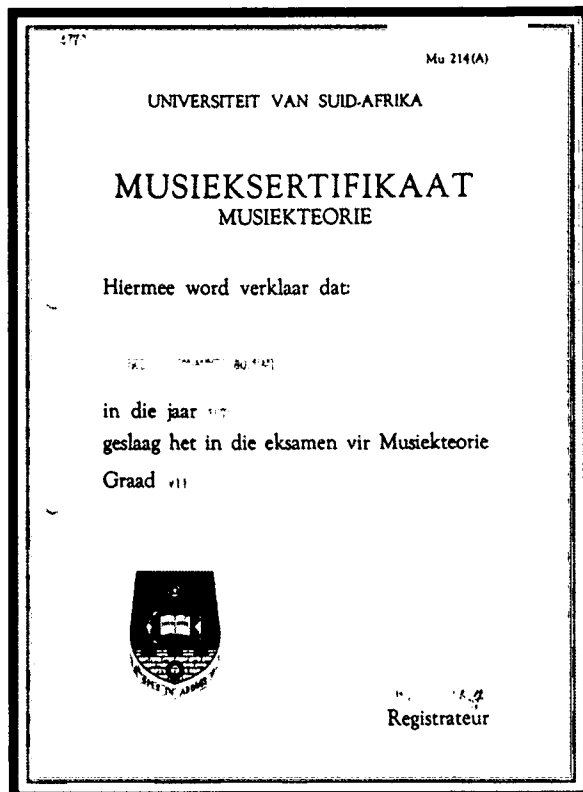 Mu 214(A)
UNIVERSITEIT VAN SUID-AFRIKA
MUSIEKSERTIFIKAAT
MUSIEKTEORIE
Hiermee word verklaar dat:
in die jaar
geslaag het in die eksamen vir Musiekteorie
Graad VII
Registrateur